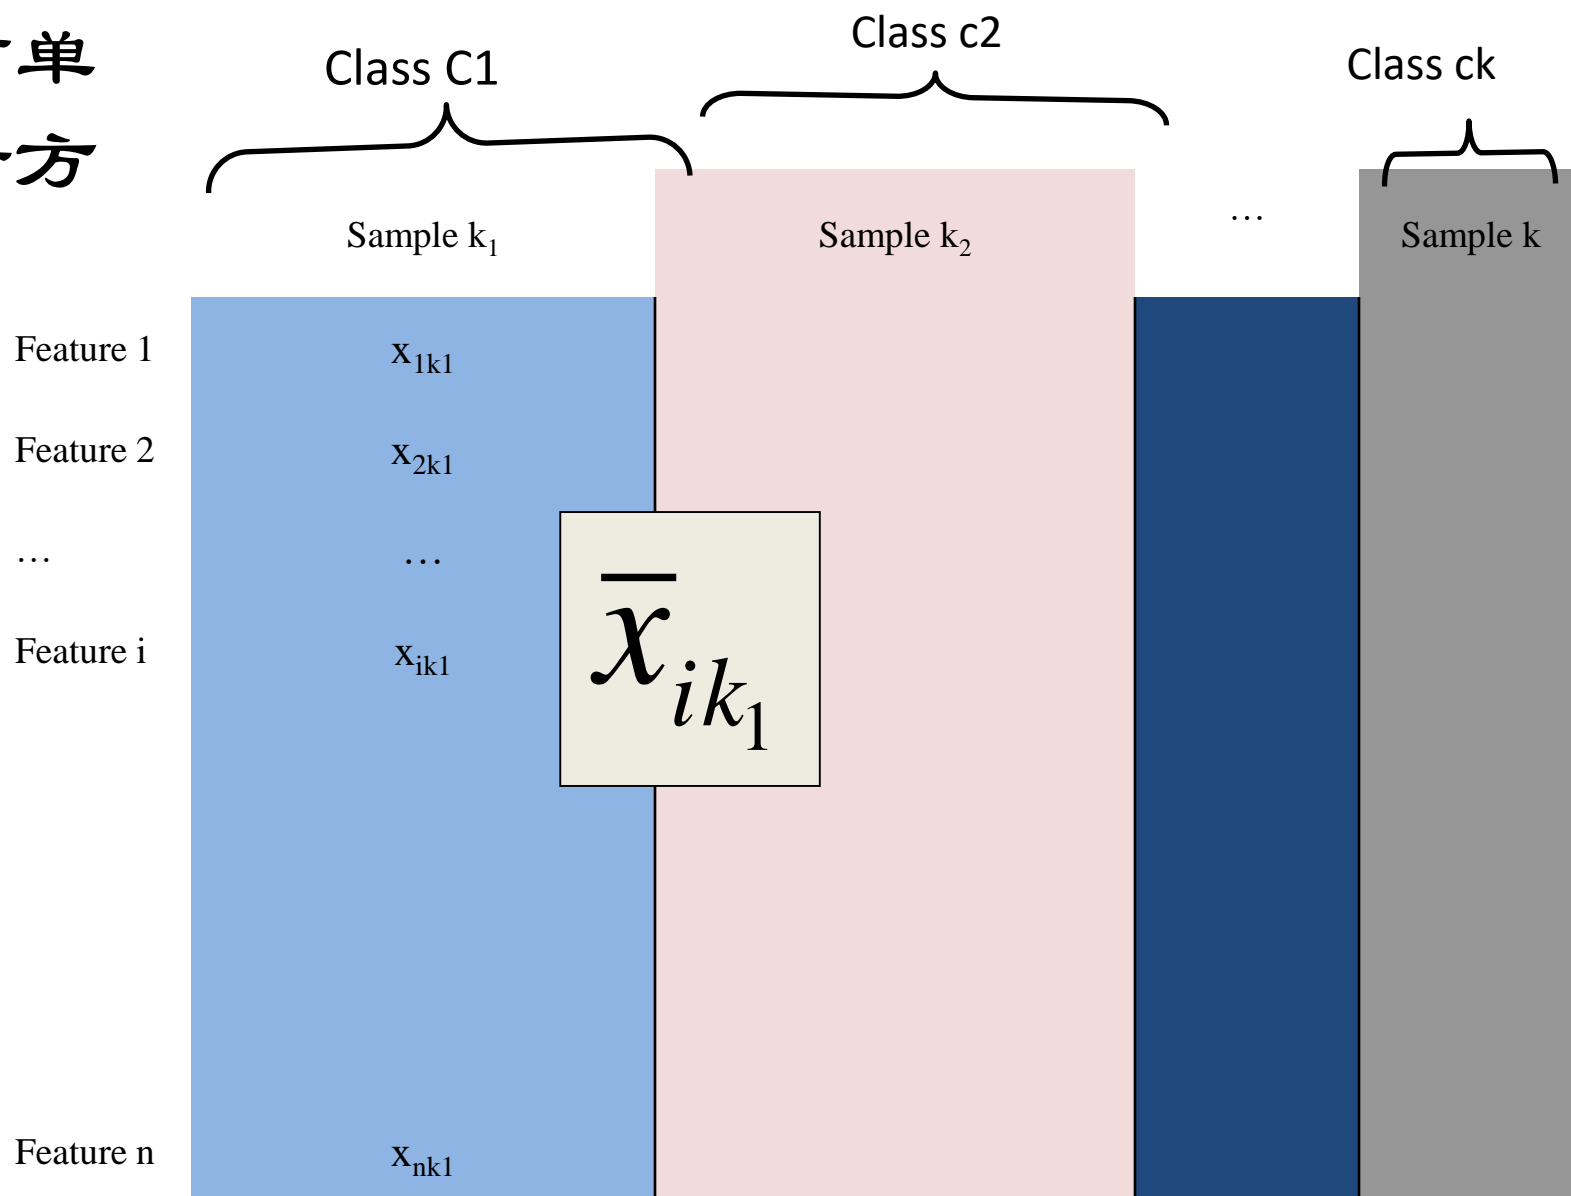 单
方
Class C1
Class c2
Class ck
Sample k₁
Sample k₂
…
Sample k
Feature 1
x₁ₖ₁
Feature 2
x₂ₖ₁
…
…
Feature i
xᵢₖ₁
x̄ᵢₖ₁
Feature n
xₙₖ₁